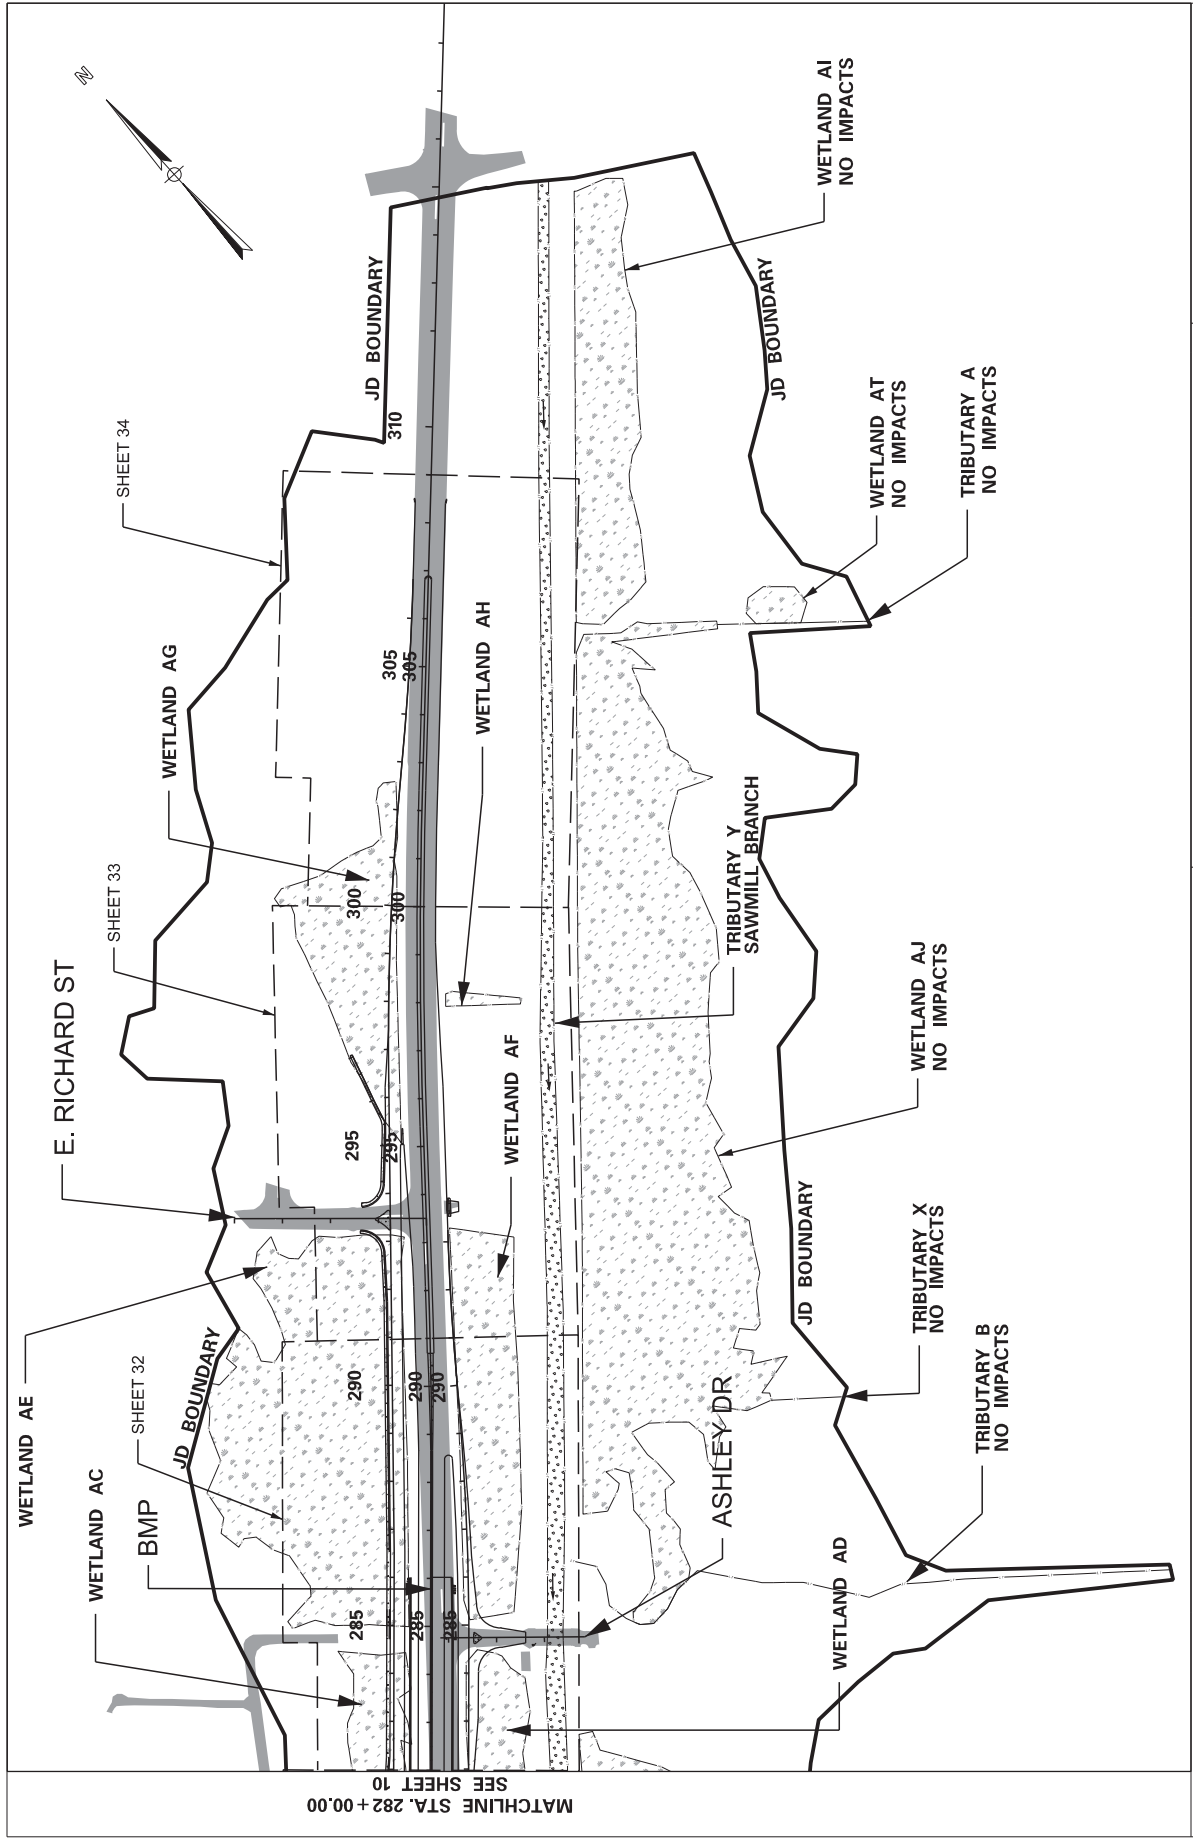 N
WETLAND AI
NO IMPACTS
JD BOUNDARY
JD BOUNDARY
310
SHEET 34
WETLAND AT
NO IMPACTS
TRIBUTARY A
NO IMPACTS
WETLAND AG
305
305
WETLAND AH
SHEET 33
300
300
TRIBUTARY Y
SAWMILL BRANCH
E. RICHARD ST
295
295
WETLAND AF
WETLAND AJ
NO IMPACTS
JD BOUNDARY
TRIBUTARY X
NO IMPACTS
WETLAND AE
JD BOUNDARY
SHEET 32
290
290
290
ASHLEY DR
TRIBUTARY B
NO IMPACTS
WETLAND AC
BMP
285
285
285
WETLAND AD
MATCHLINE STA. 282+00.00
SEE SHEET 10